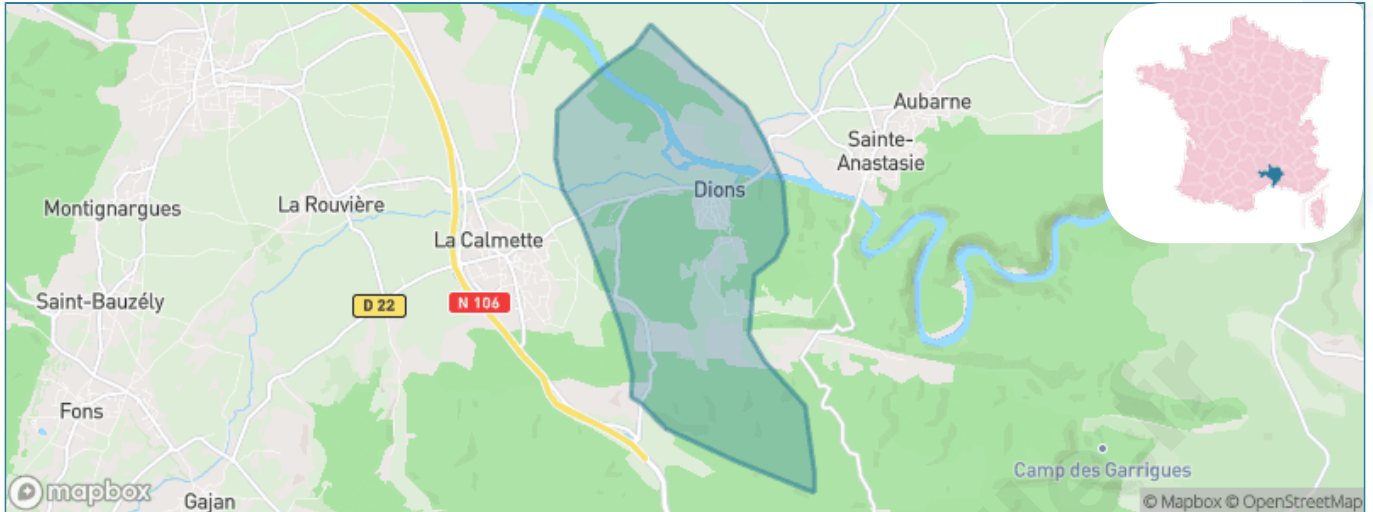 Aubarne
Sainte-
Anastasie
Dions
La Rouvière
Montignargues
La Calmette
Saint-Bauzély
D 22
N 106
Fons
Camp des Garrigues
Gajan
mapbox
© Mapbox © OpenStreetMap